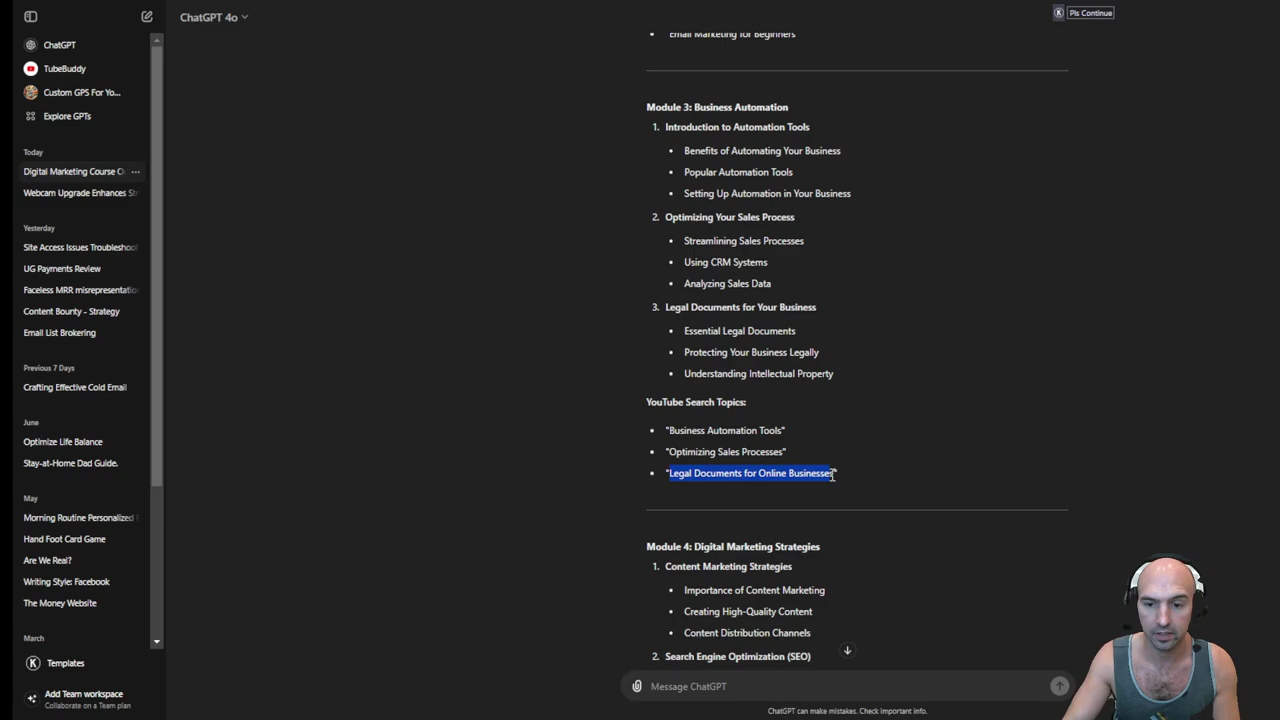 ChatGPT 4o
Pls Continue
ChatGPT
TubeBuddy
Custom GPS For Yo...
Explore GPTs
Today
Digital Marketing Course O
Webcam Upgrade Enhances St
Yesterday
Site Access Issues Troubleshoot
UG Payments Review
Faceless MRR misrepresentatio
Content Bounty - Strategy
Email List Brokering
Previous 7 Days
Crafting Effective Cold Email
June
Optimize Life Balance
Stay-at-Home Dad Guide.
May
Morning Routine Personalized
Hand Foot Card Game
Are We Real?
Writing Style: Facebook
The Money Website
March
Templates
Add Team workspace
Collaborate on a Team plan
• Email Marketing for Beginners
Module 3: Business Automation
1. Introduction to Automation Tools
• Benefits of Automating Your Business
• Popular Automation Tools
• Setting Up Automation in Your Business
2. Optimizing Your Sales Process
• Streamlining Sales Processes
• Using CRM Systems
• Analyzing Sales Data
3. Legal Documents for Your Business
• Essential Legal Documents
• Protecting Your Business Legally
• Understanding Intellectual Property
YouTube Search Topics:
• "Business Automation Tools"
• "Optimizing Sales Processes"
• "Legal Documents for Online Businesses"
Module 4: Digital Marketing Strategies
1. Content Marketing Strategies
• Importance of Content Marketing
• Creating High-Quality Content
• Content Distribution Channels
2. Search Engine Optimization (SEO)
Message ChatGPT
ChatGPT can make mistakes. Check important info.